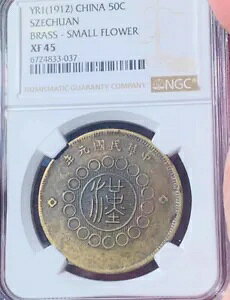 YR1(1912) CHINA 50C
SZECHUAN
BRASS - SMALL FLOWER
XF 45
6724833-037
NGC
NUMISMATIC GUARANTY COMPANY
年元國民華中
漢